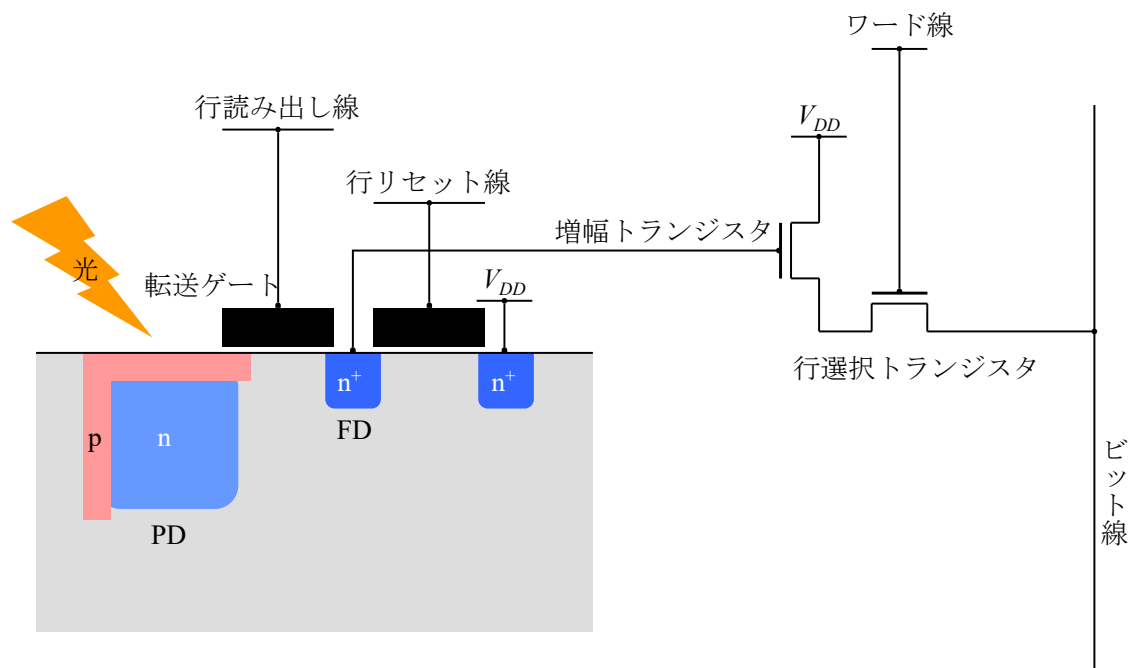 ワード線
行読み出し線
V_DD
行リセット線
増幅トランジスタ
光
転送ゲート
V_DD
行選択トランジスタ
n⁺
n⁺
FD
p
n
PD
ビット線